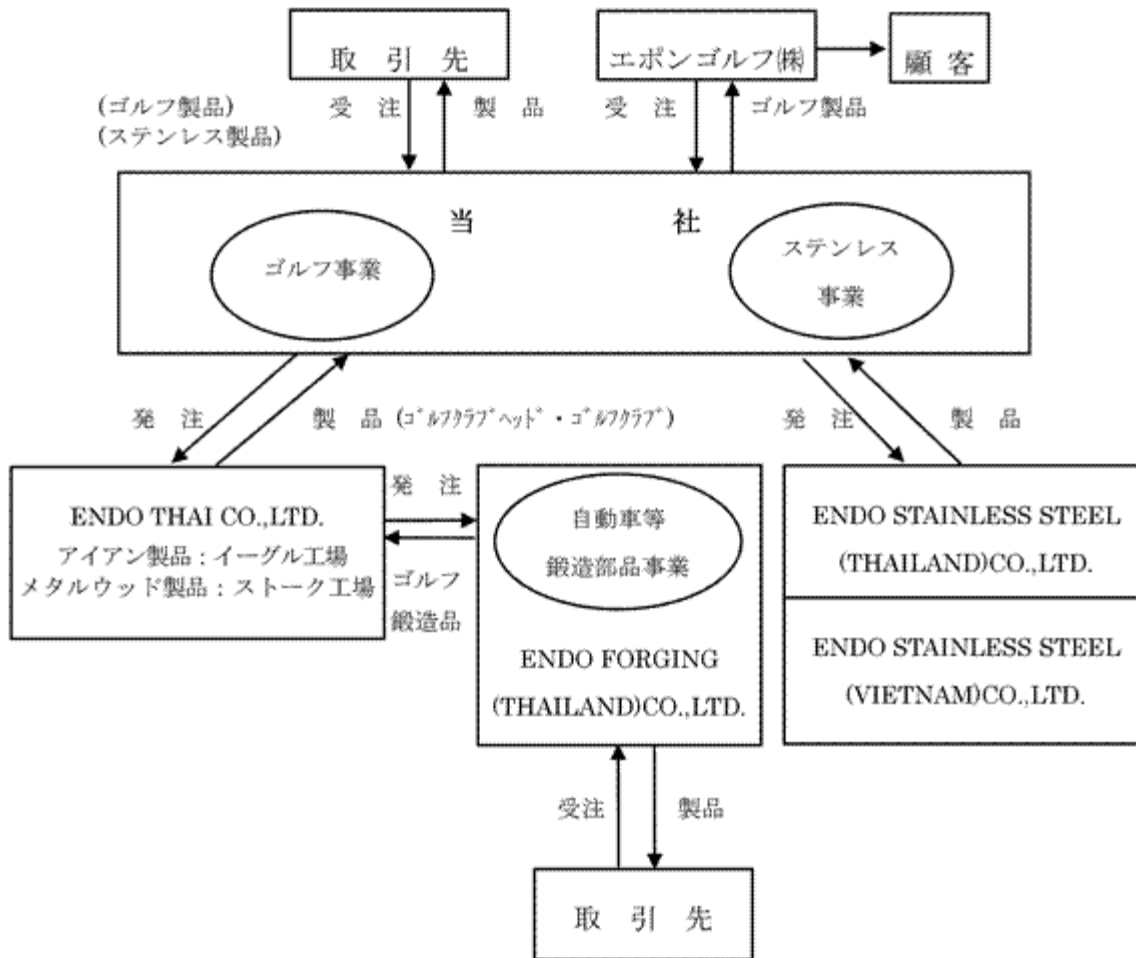 取 引 先
エポンゴルフ㈱
顧 客
(ゴルフ製品)
(ステンレス製品)
受 注
製 品
受 注
ゴルフ製品
当 社
ゴルフ事業
ステンレス
事業
発 注
製 品 (ｺﾞﾙﾌｸﾗﾌﾞﾍｯﾄﾞ・ｺﾞﾙﾌｸﾗﾌﾞ)
発 注
製 品
ENDO THAI CO.,LTD.
アイアン製品：イーグル工場
メタルウッド製品：ストーク工場
発 注
ゴルフ
鍛造品
自動車等
鍛造部品事業
ENDO FORGING
(THAILAND)CO.,LTD.
ENDO STAINLESS STEEL
(THAILAND)CO.,LTD.
ENDO STAINLESS STEEL
(VIETNAM)CO.,LTD.
受注
製品
取 引 先